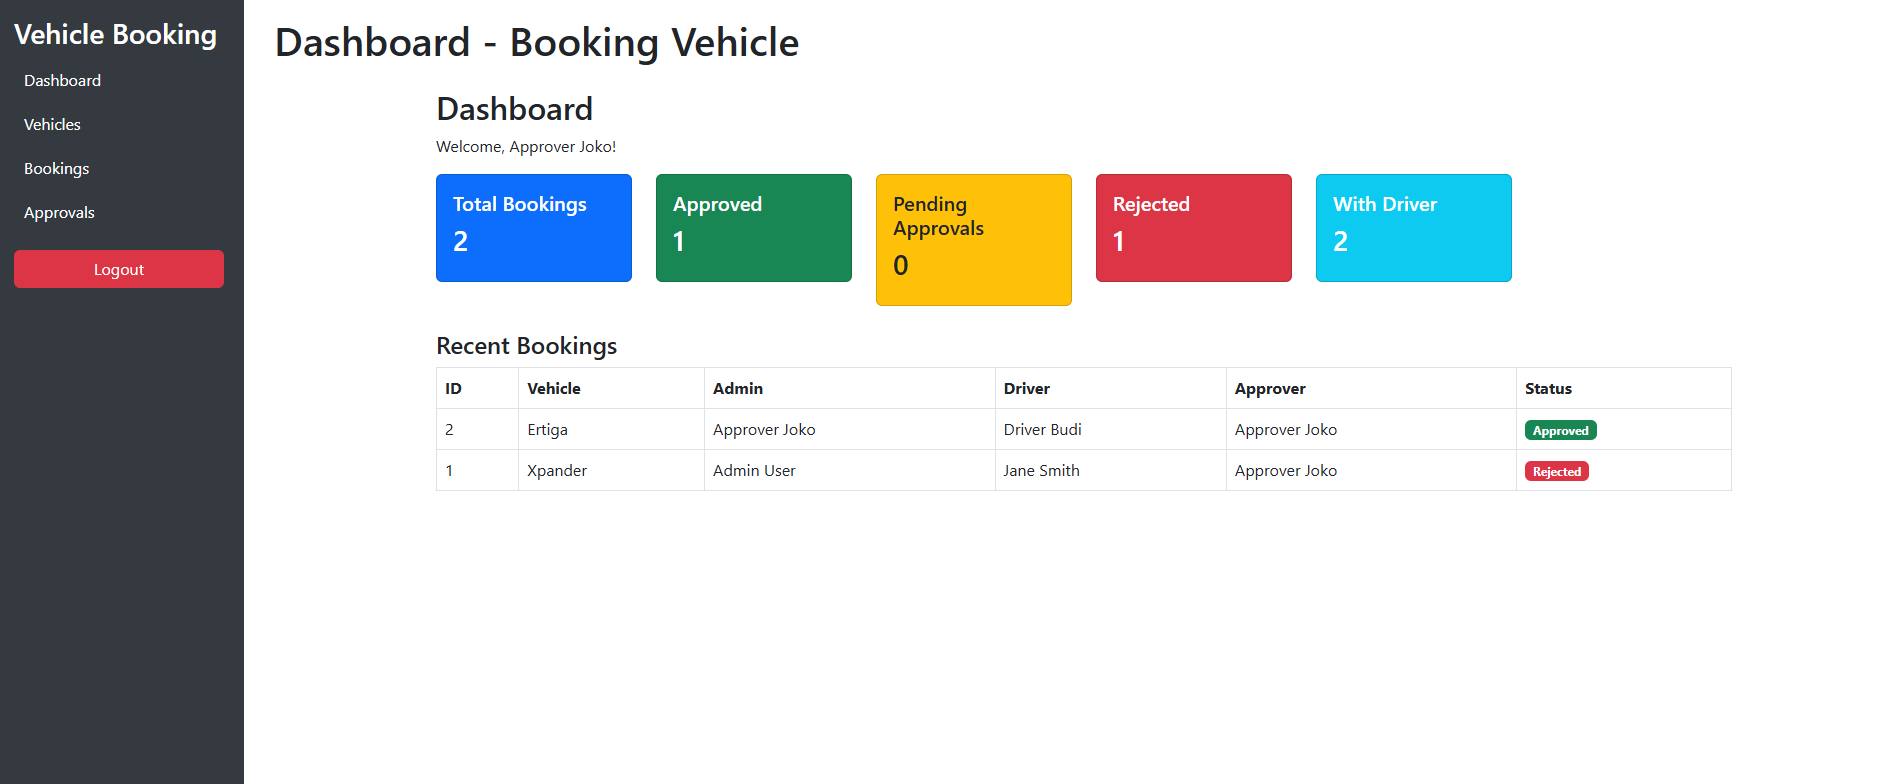 Vehicle Booking
Dashboard
Vehicles
Bookings
Approvals
Logout
Dashboard - Booking Vehicle
Dashboard
Welcome, Approver Joko!
Total Bookings
2
Approved
1
Pending
Approvals
0
Rejected
1
With Driver
2
Recent Bookings
ID Vehicle Admin Driver Approver Status
2 Ertiga Approver Joko Driver Budi Approver Joko Approved
1 Xpander Admin User Jane Smith Approver Joko Rejected